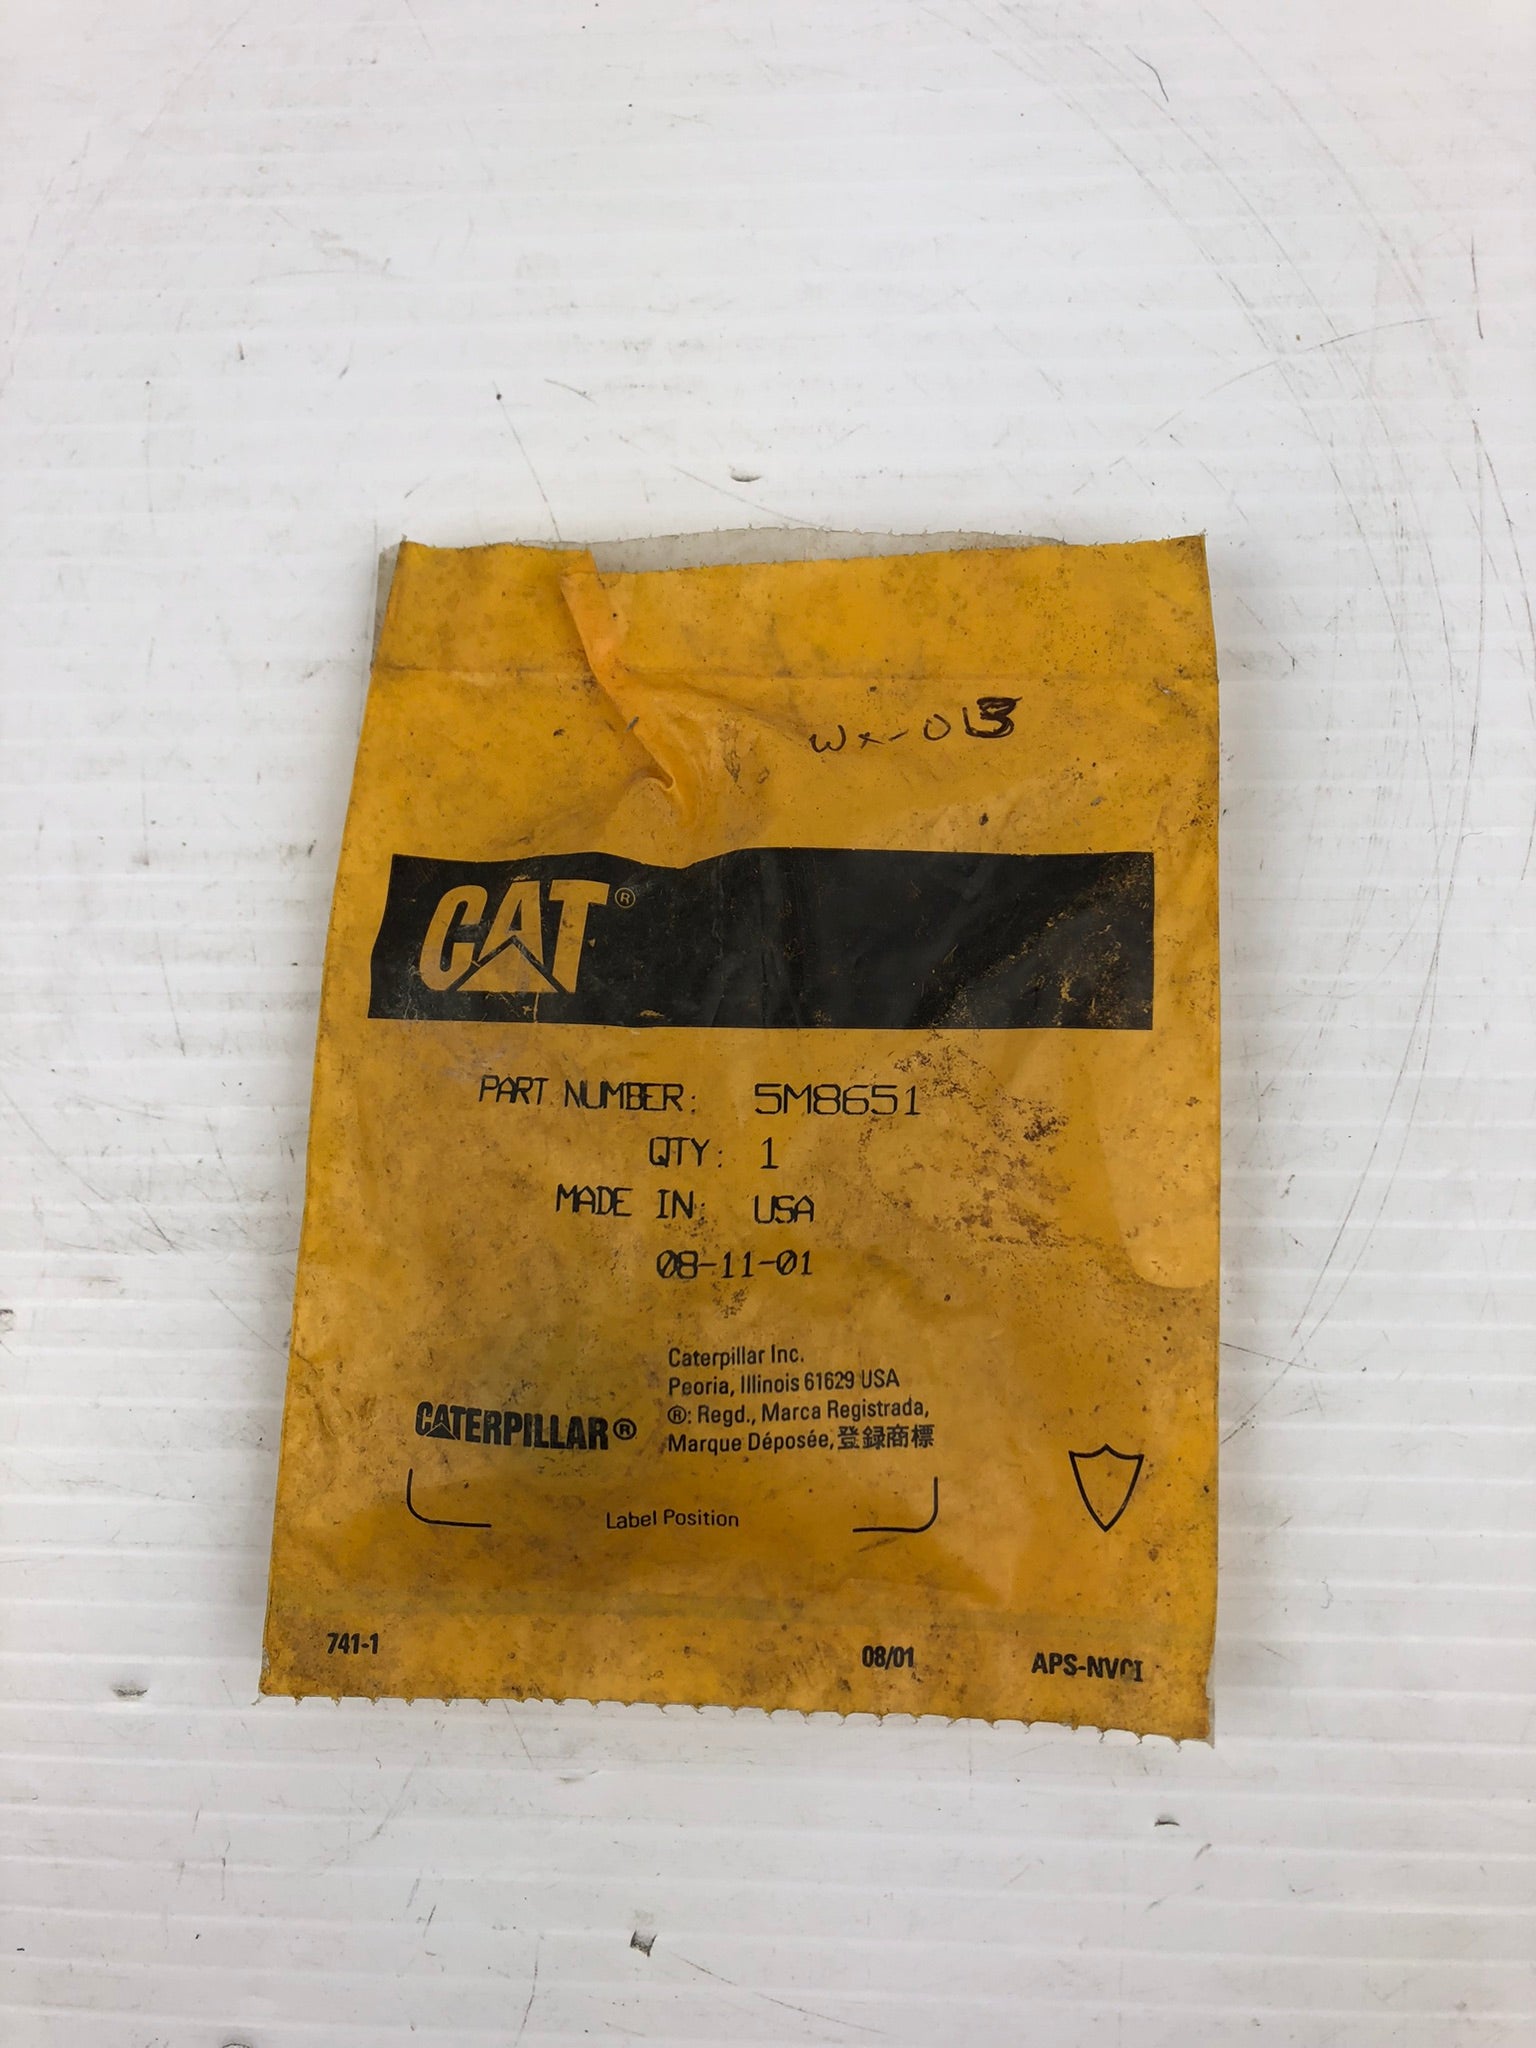 Wx-013
CAT®
PART NUMBER: 5M8651
QTY: 1
MADE IN: USA
08-11-01
Caterpillar Inc.
Peoria, Illinois 61629 USA
®: Regd., Marca Registrada,
Marque Déposée, 登録商標
CATERPILLAR®
Label Position
741-1
08/01
APS-NVCI